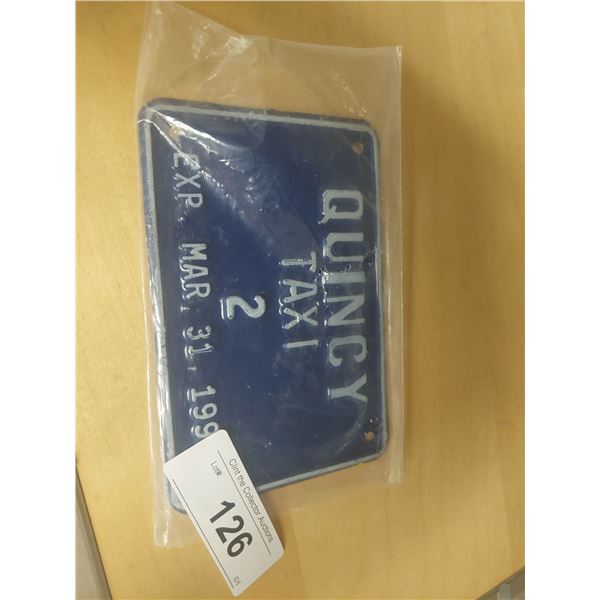 QUINCY
TAXI
2
EXP. MAR. 31, 199
Clint the Collector Auctions
Lot#:
126